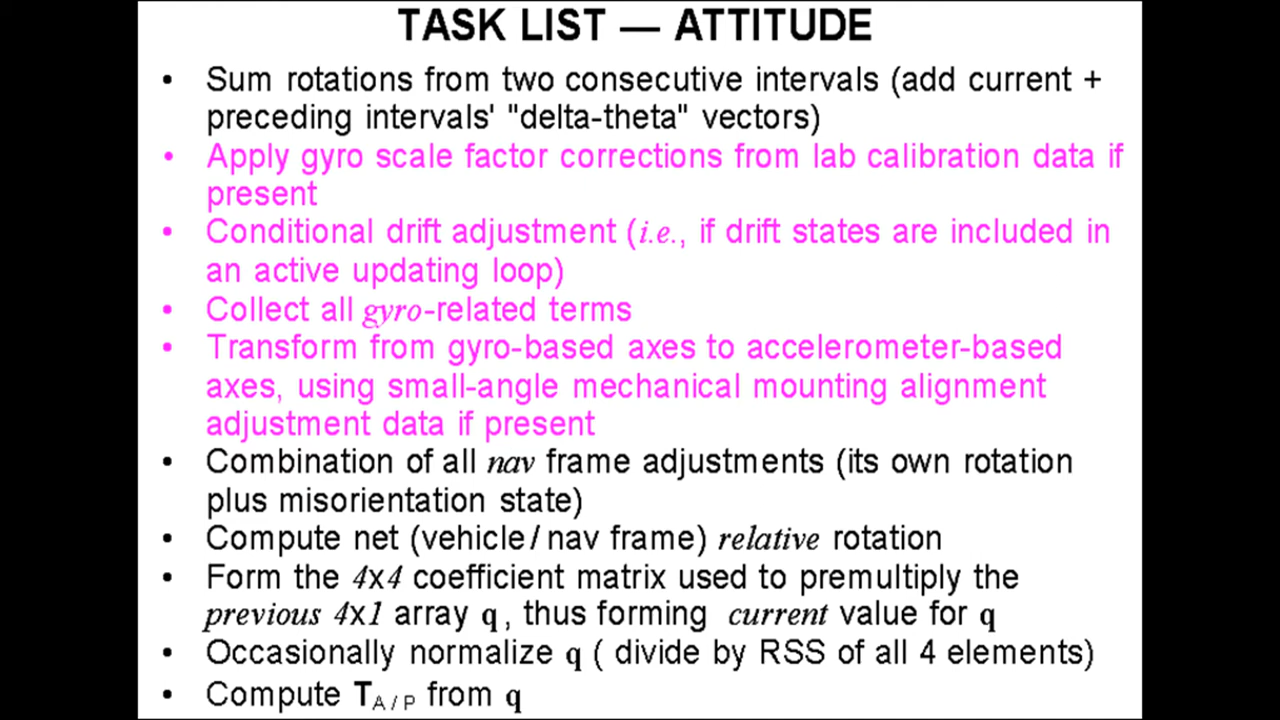 TASK LIST — ATTITUDE
• Sum rotations from two consecutive intervals (add current +
preceding intervals' "delta-theta" vectors)
• Apply gyro scale factor corrections from lab calibration data if
present
• Conditional drift adjustment (i.e., if drift states are included in
an active updating loop)
• Collect all gyro-related terms
• Transform from gyro-based axes to accelerometer-based
axes, using small-angle mechanical mounting alignment
adjustment data if present
• Combination of all nav frame adjustments (its own rotation
plus misorientation state)
• Compute net (vehicle/nav frame) relative rotation
• Form the 4x4 coefficient matrix used to premultiply the
previous 4x1 array q, thus forming current value for q
• Occasionally normalize q ( divide by RSS of all 4 elements)
• Compute T A/P from q